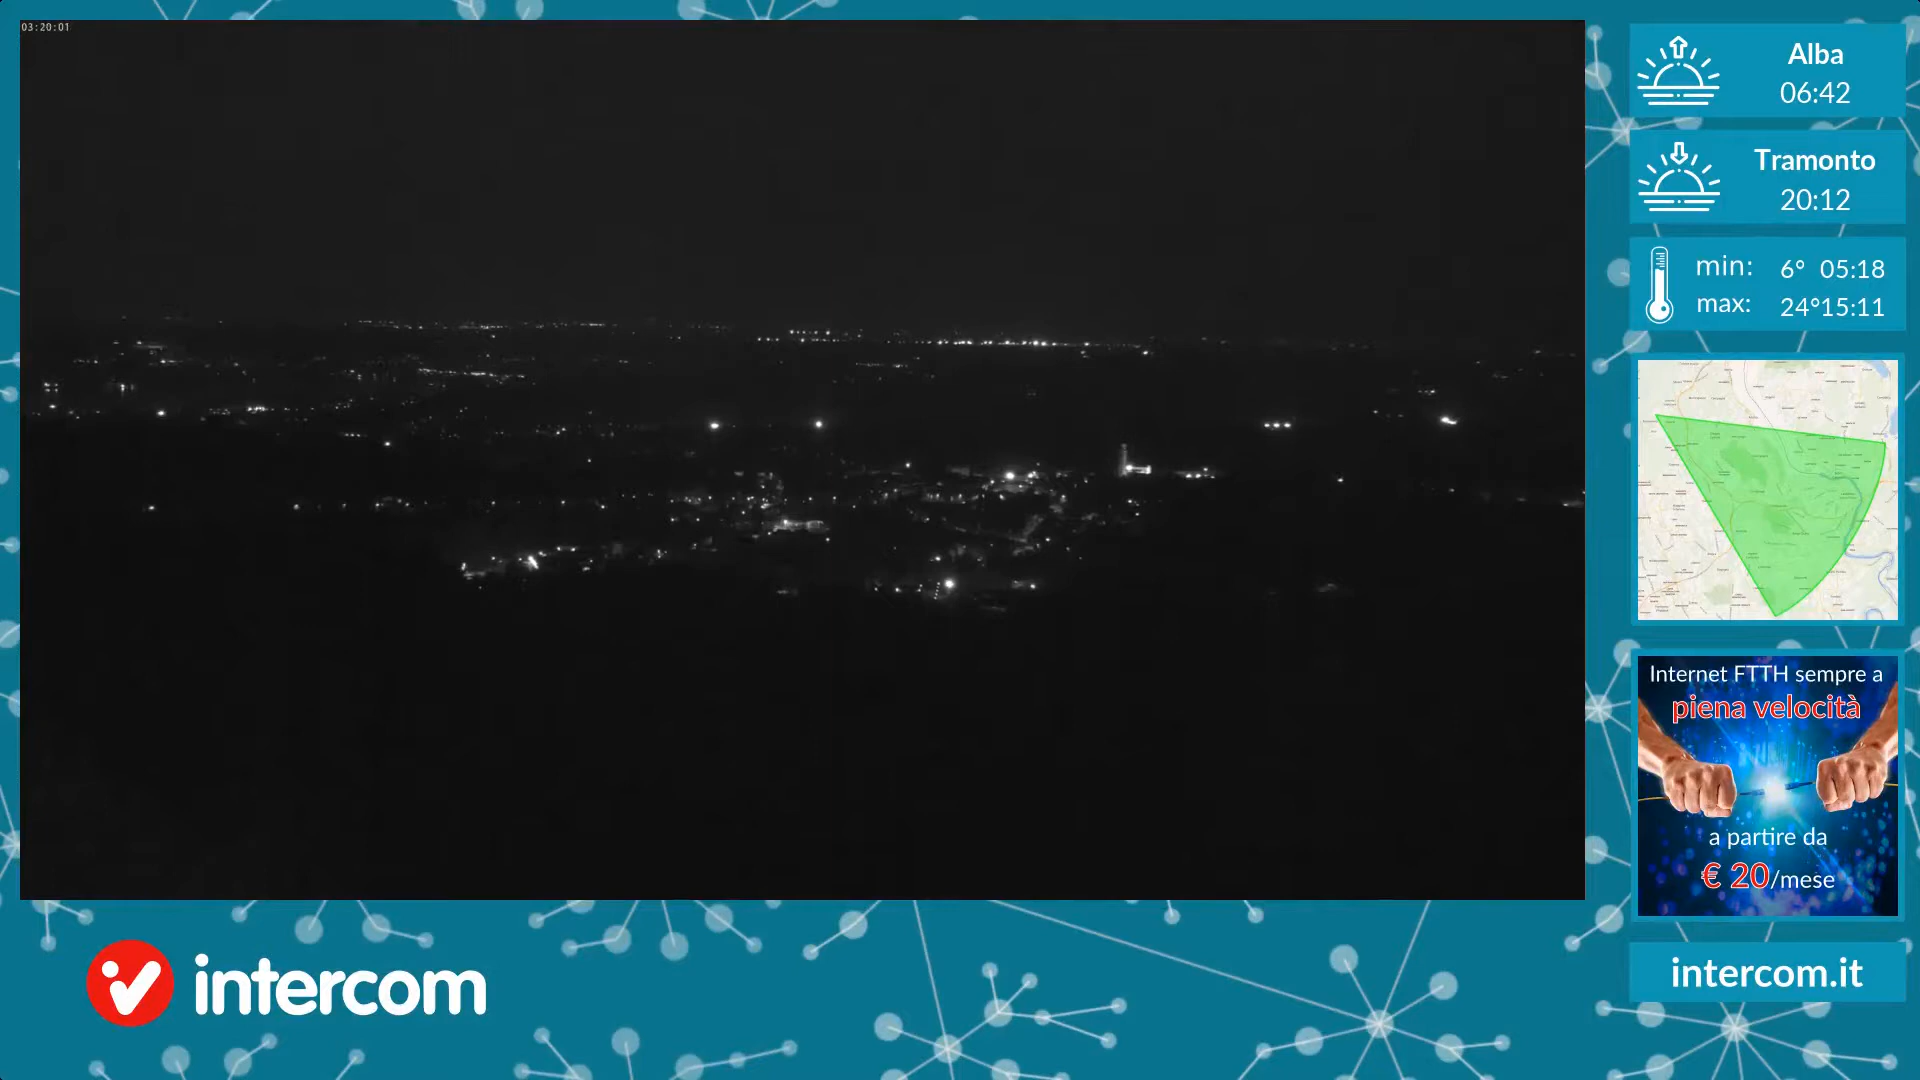 03:20:01
Alba
06:42
Tramonto
20:12
min: 6° 05:18
max: 24° 15:11
Internet FTTH sempre a
piena velocità
a partire da
€ 20/mese
intercom
intercom.it